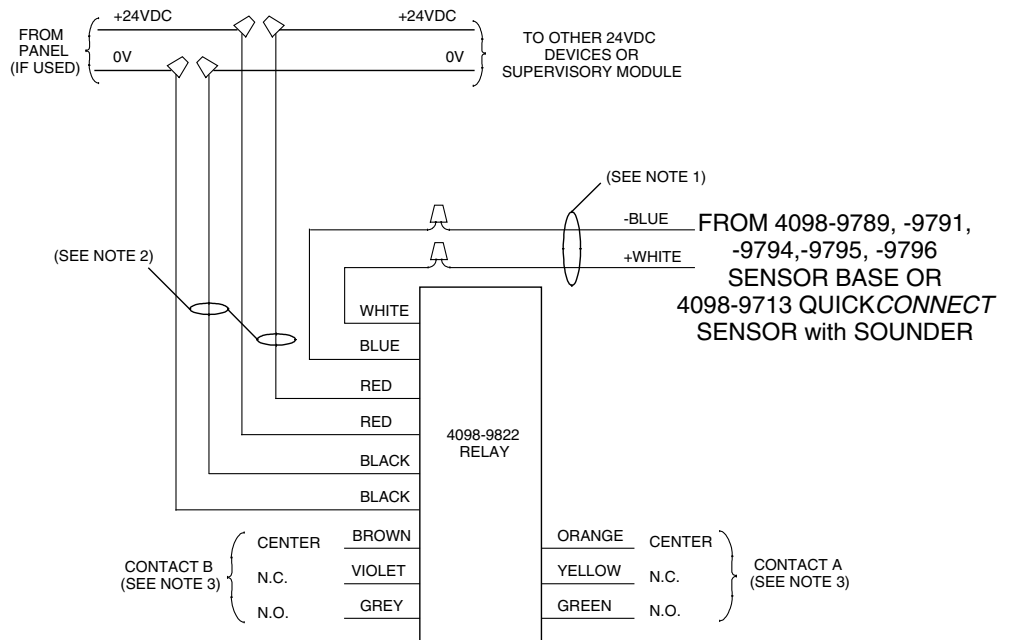 +24VDC
+24VDC
FROM
PANEL
(IF USED)
0V
0V
TO OTHER 24VDC
DEVICES OR
SUPERVISORY MODULE
(SEE NOTE 1)
-BLUE
+WHITE
FROM 4098-9789, -9791,
-9794,-9795, -9796
SENSOR BASE OR
4098-9713 QUICKCONNECT
SENSOR with SOUNDER
(SEE NOTE 2)
WHITE
BLUE
RED
RED
BLACK
BLACK
4098-9822
RELAY
CONTACT B
(SEE NOTE 3)
CENTER
BROWN
N.C.
VIOLET
N.O.
GREY
ORANGE
CENTER
YELLOW
N.C.
GREEN
N.O.
CONTACT A
(SEE NOTE 3)